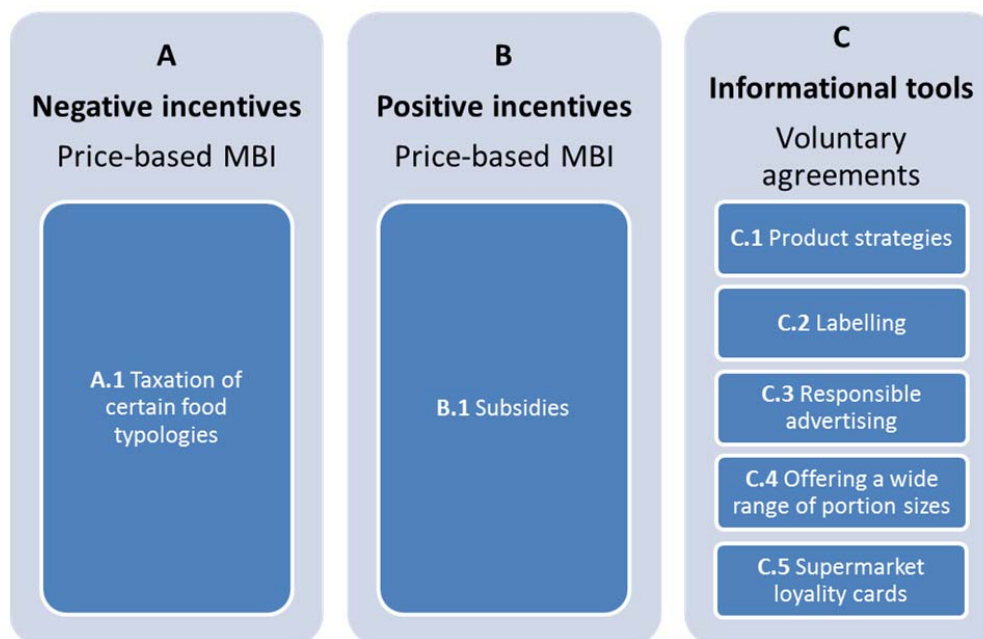 A
Negative incentives
Price-based MBI
A.1 Taxation of
certain food
typologies
B
Positive incentives
Price-based MBI
B.1 Subsidies
C
Informational tools
Voluntary
agreements
C.1 Product strategies
C.2 Labelling
C.3 Responsible
advertising
C.4 Offering a wide
range of portion sizes
C.5 Supermarket
loyality cards